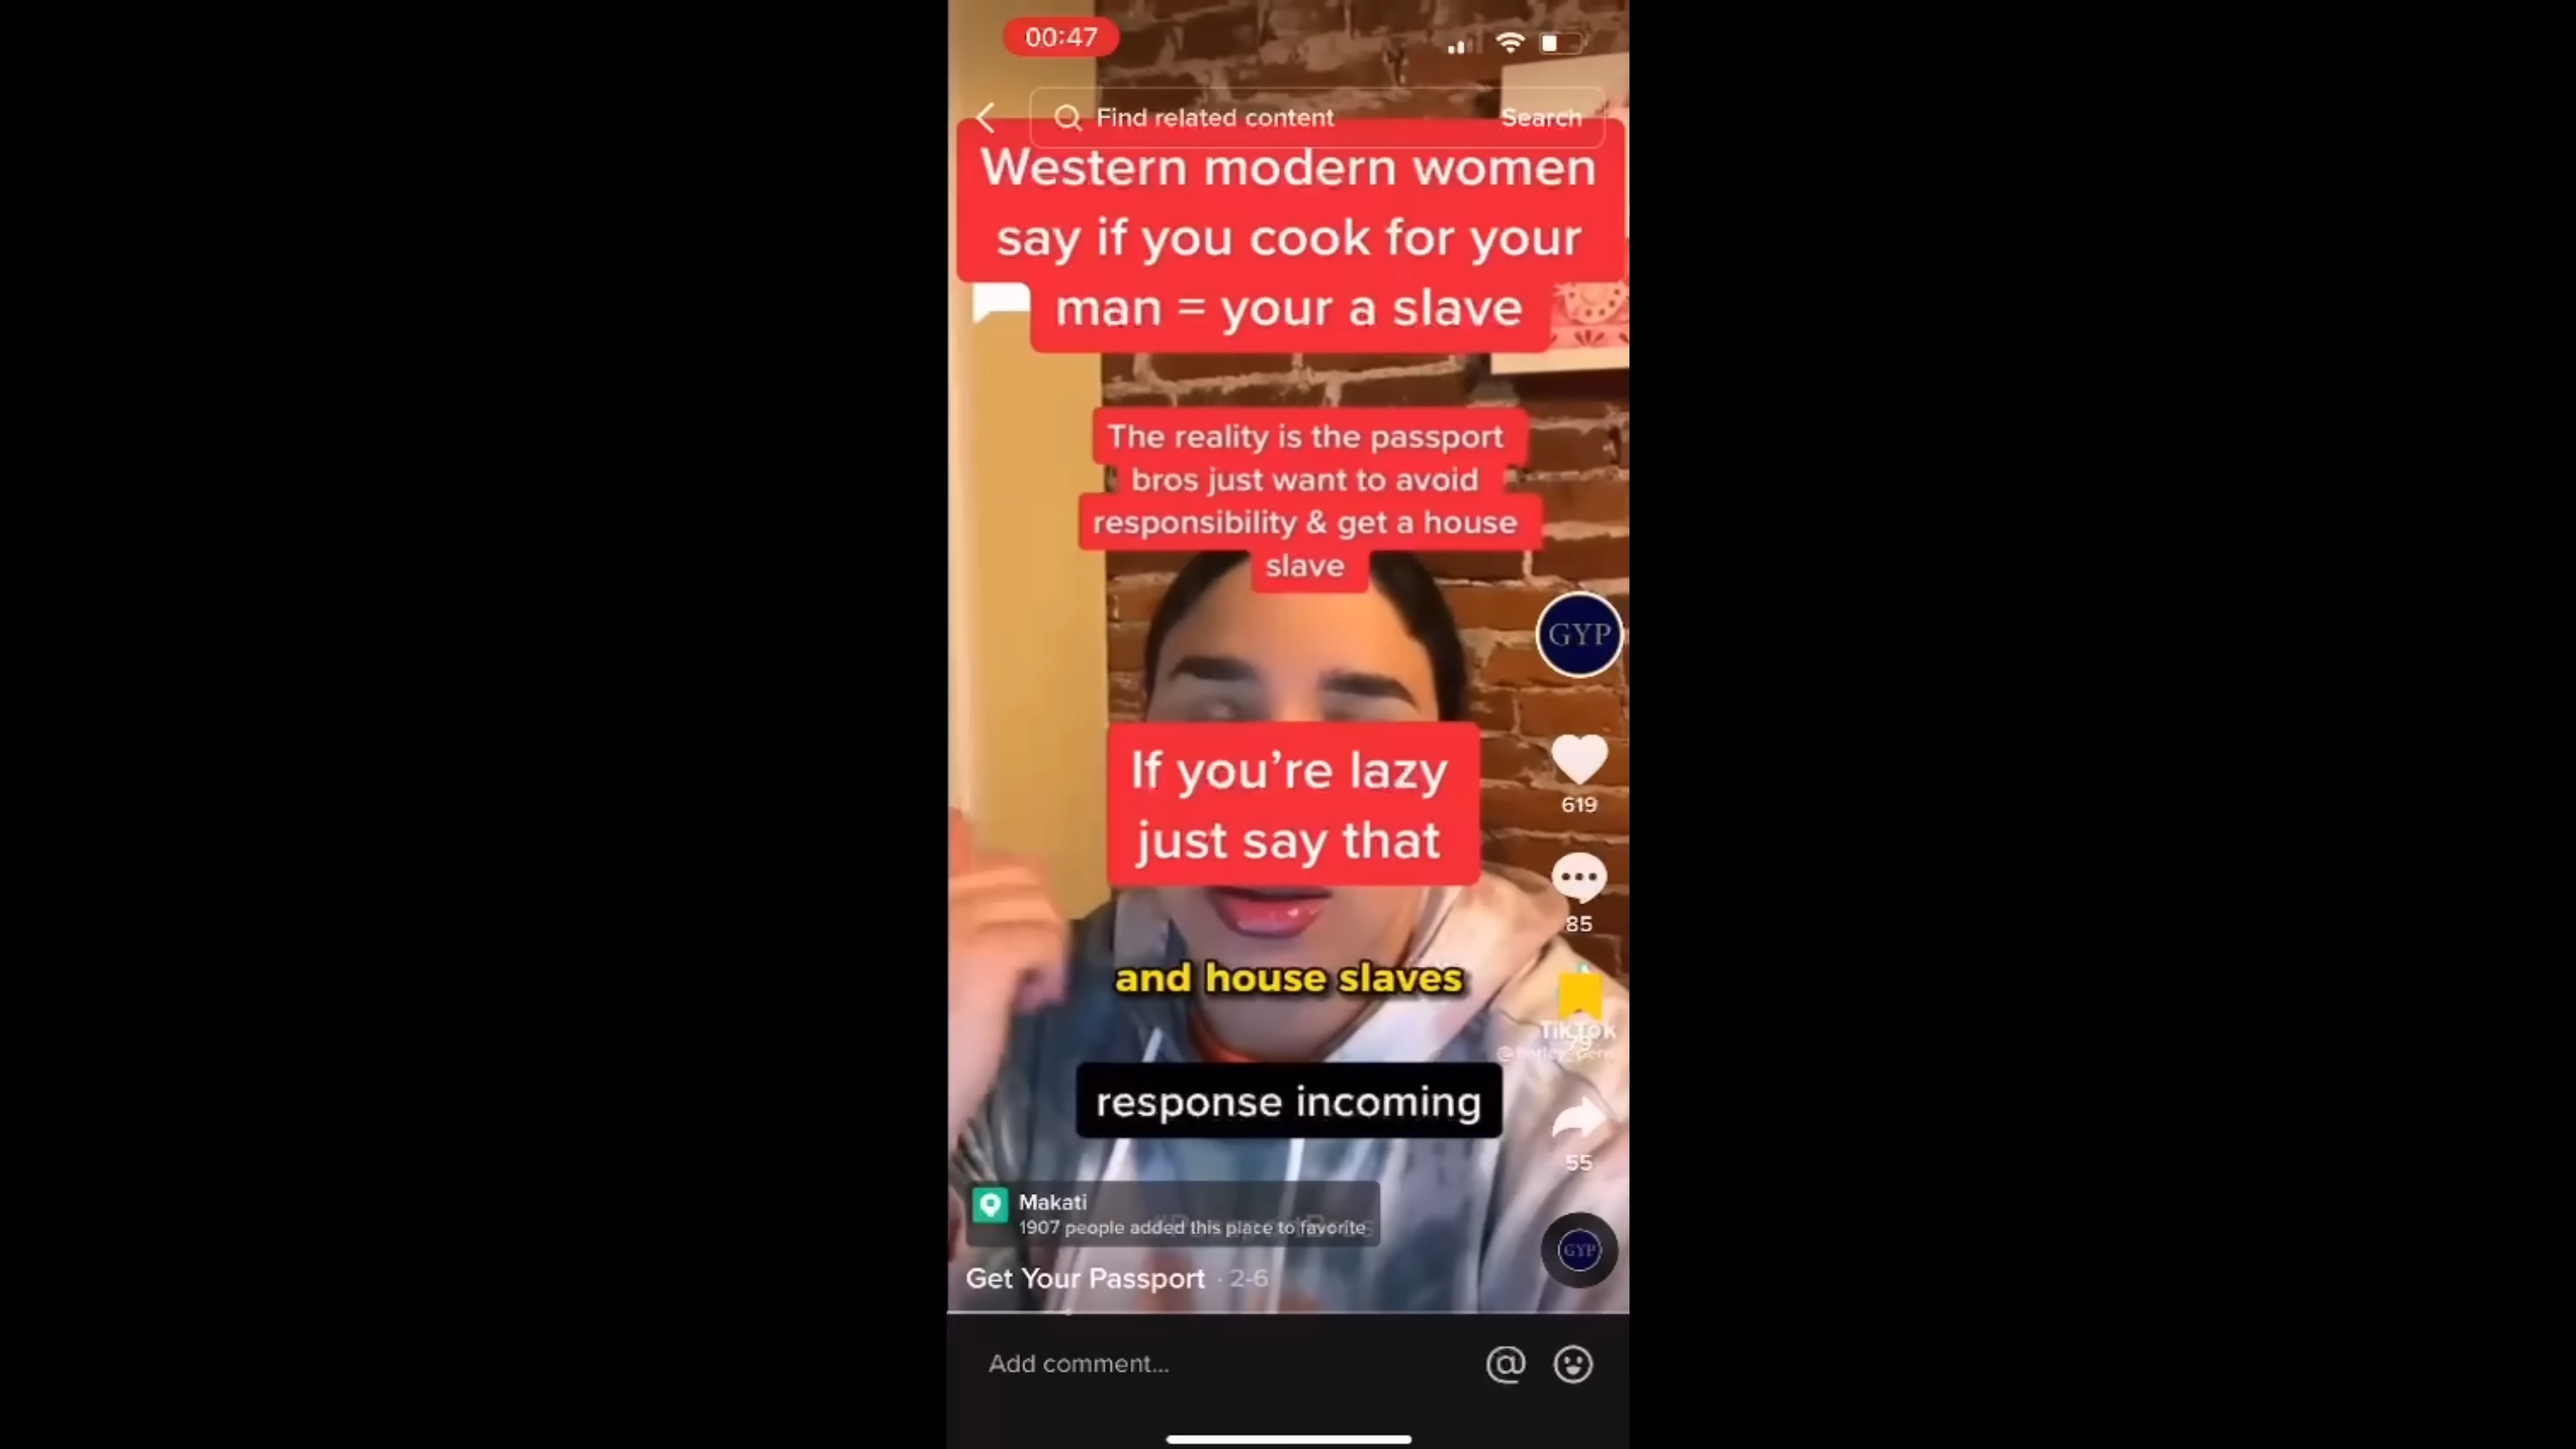 00:47
Find related content
Search
Western modern women
say if you cook for your
man = your a slave
The reality is the passport
bros just want to avoid
responsibility & get a house
slave
GYP
If you're lazy
just say that
619
85
and house slaves
TikTok
79
response incoming
55
Makati
1907 people added this place to favorite
GYP
Get Your Passport · 2-6
Add comment...